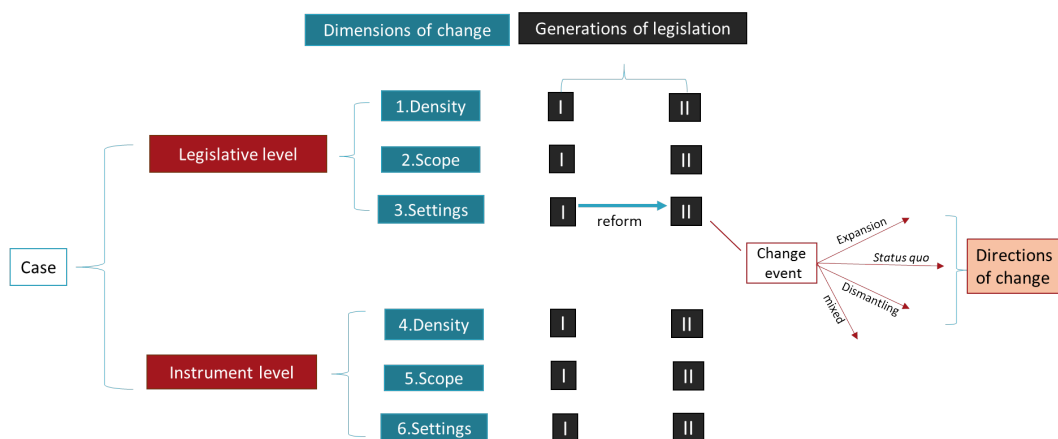 Dimensions of change
Generations of legislation
1.Density
I
II
Legislative level
2.Scope
I
II
3.Settings
I
reform
II
Case
Change
event
Expansion
Status quo
Dismantling
mixed
Directions
of change
4.Density
I
II
Instrument level
5.Scope
I
II
6.Settings
I
II